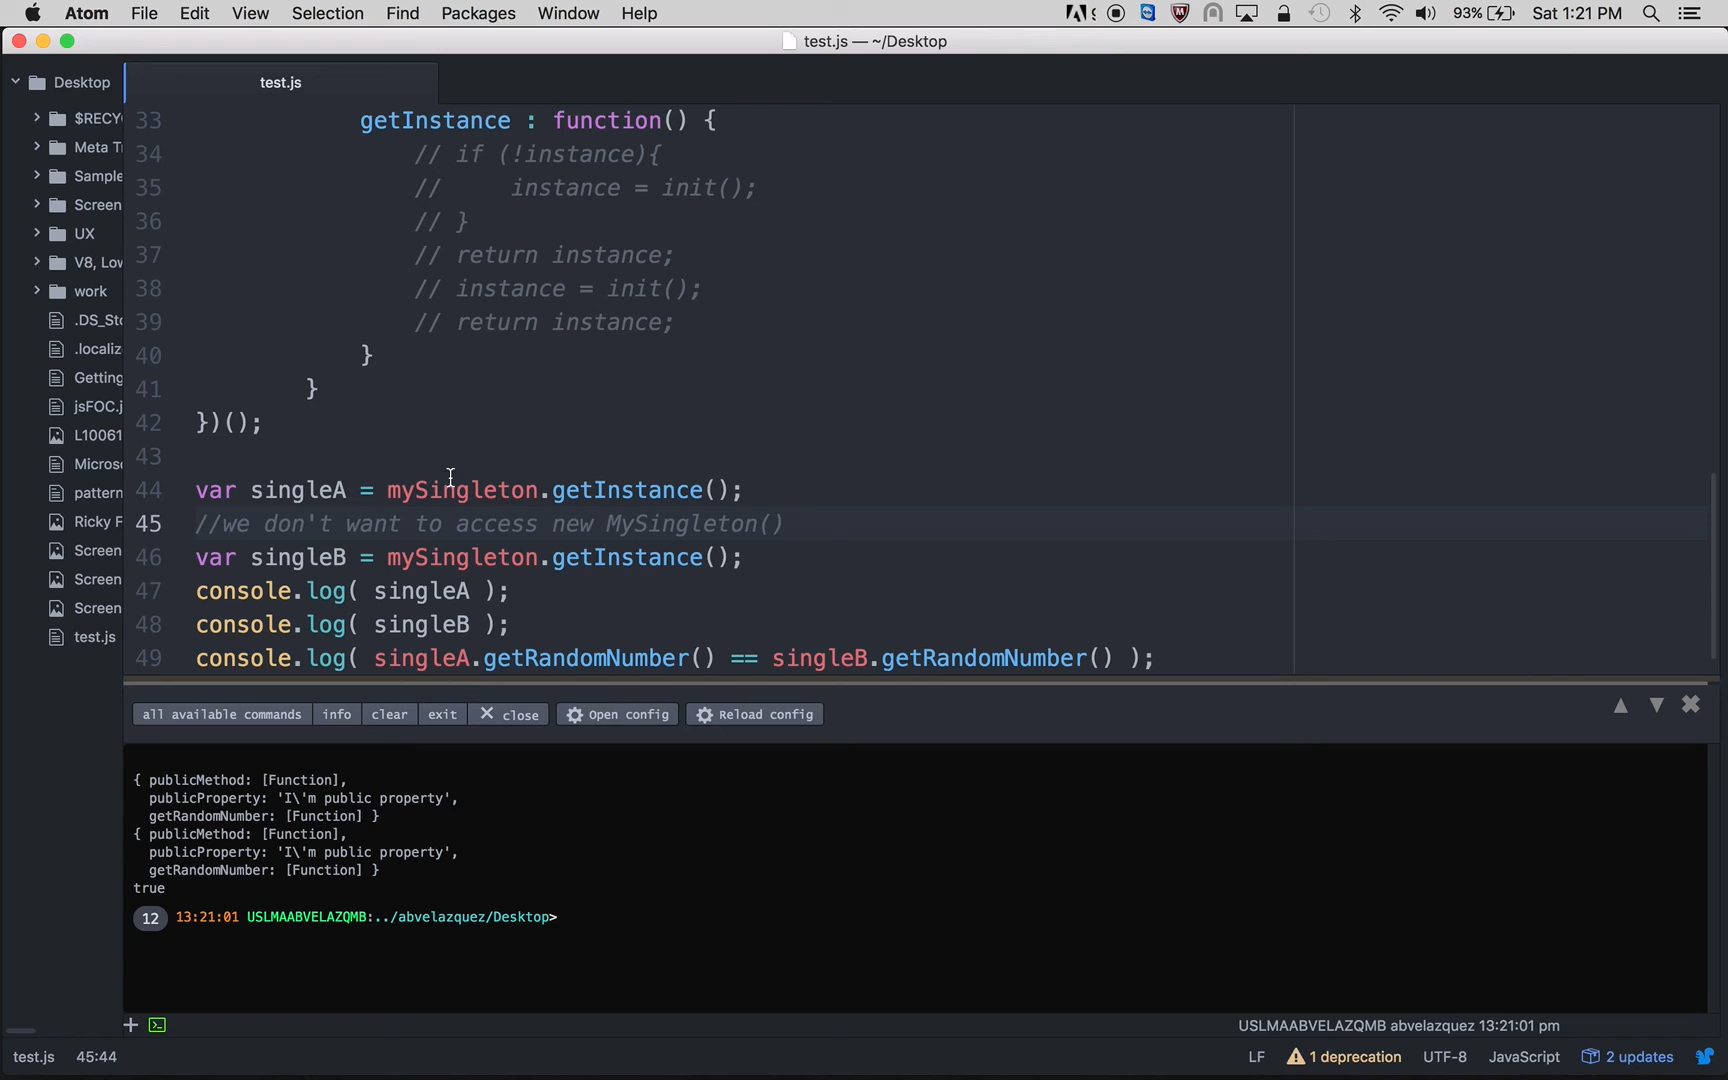 Atom File Edit View Selection Find Packages Window Help 93% Sat 1:21 PM
test.js — ~/Desktop
Desktop
test.js
$RECY
Meta Tr
Sample
Screen
UX
V8, Low
work
.DS_Sto
.localiz
Getting
jsFOC.j
L10061
Micros
pattern
Ricky F
Screen
Screen
Screen
test.js
33 getInstance : function() {
34 // if (!instance){
35 //     instance = init();
36 // }
37 // return instance;
38 // instance = init();
39 // return instance;
40 }
41 }
42 })();
43
44 var singleA = mySingleton.getInstance();
45 //we don't want to access new MySingleton()
46 var singleB = mySingleton.getInstance();
47 console.log( singleA );
48 console.log( singleB );
49 console.log( singleA.getRandomNumber() == singleB.getRandomNumber() );
all available commands info clear exit close Open config Reload config
{ publicMethod: [Function],
publicProperty: 'I\'m public property',
getRandomNumber: [Function] }
{ publicMethod: [Function],
publicProperty: 'I\'m public property',
getRandomNumber: [Function] }
true
12 13:21:01 USLMAABVELAZQMB:../abvelazquez/Desktop>
USLMAABVELAZQMB abvelazquez 13:21:01 pm
test.js 45:44 LF 1 deprecation UTF-8 JavaScript 2 updates